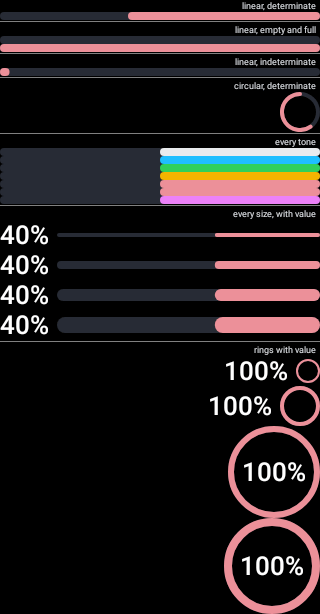 linear, determinate
linear, empty and full
linear, indeterminate
circular, determinate
every tone
every size, with value
40%
40%
40%
40%
rings with value
100%
100%
100%
100%